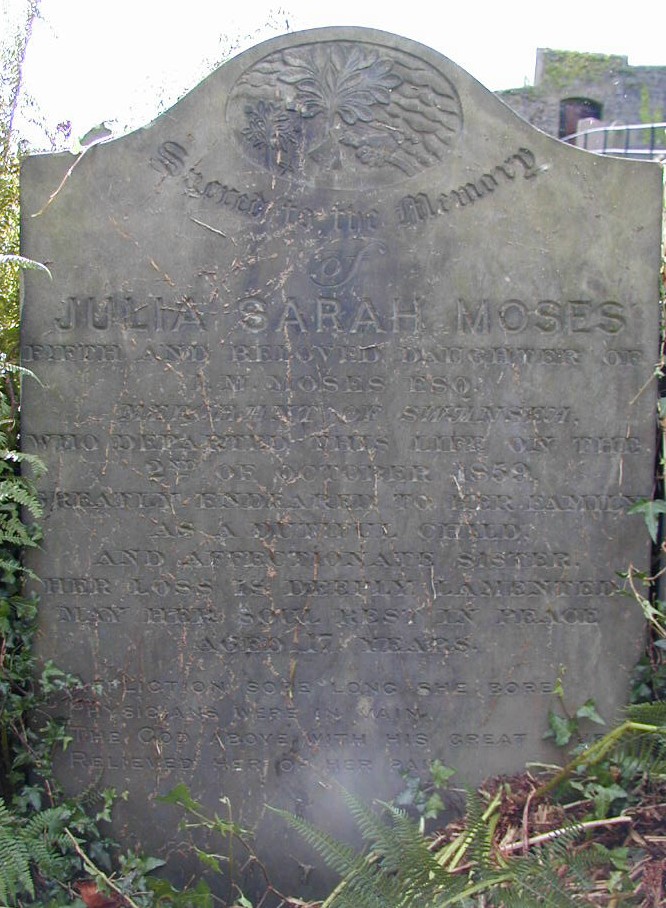 Sacred to the Memory
of
JULIA SARAH MOSES
FIFTH AND BELOVED DAUGHTER OF
M. MOSES ESQ.
MERCHANT OF SWANSEA,
WHO DEPARTED THIS LIFE ON THE
2ND OF OCTOBER 1859,
GREATLY ENDEARED TO HER FAMILY
AS A DUTIFUL CHILD,
AND AFFECTIONATE SISTER.
HER LOSS IS DEEPLY LAMENTED
MAY HER SOUL REST IN PEACE
AGED 17 YEARS.
AFFLICTION SORE LONG SHE BORE
PHYSICIANS WERE IN VAIN,
THE GOD ABOVE WITH HIS GREAT
RELIEVED HER OF HER PAIN